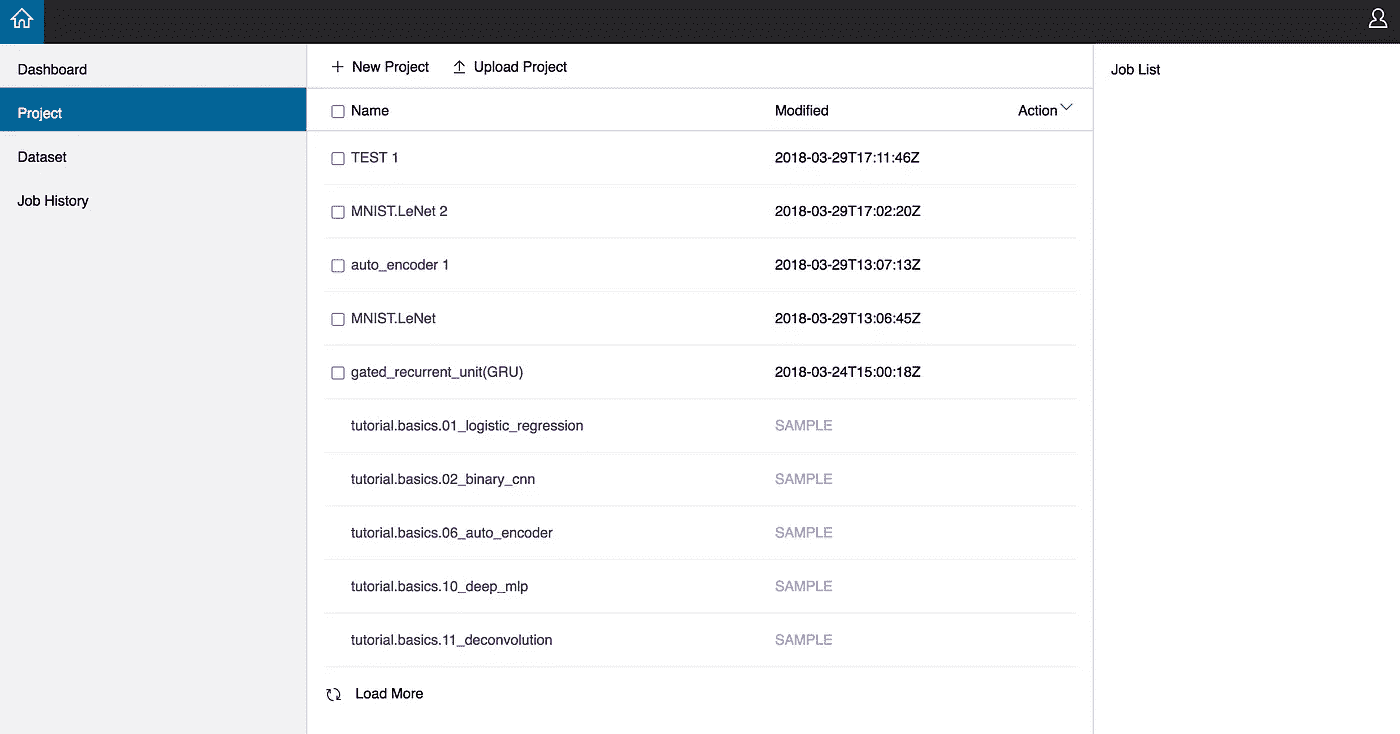 Dashboard
Project
Dataset
Job History
New Project Upload Project
Name Modified Action
TEST 1 2018-03-29T17:11:46Z
MNIST.LeNet 2 2018-03-29T17:02:20Z
auto_encoder 1 2018-03-29T13:07:13Z
MNIST.LeNet 2018-03-29T13:06:45Z
gated_recurrent_unit(GRU) 2018-03-24T15:00:18Z
tutorial.basics.01_logistic_regression SAMPLE
tutorial.basics.02_binary_cnn SAMPLE
tutorial.basics.06_auto_encoder SAMPLE
tutorial.basics.10_deep_mlp SAMPLE
tutorial.basics.11_deconvolution SAMPLE
Load More
Job List